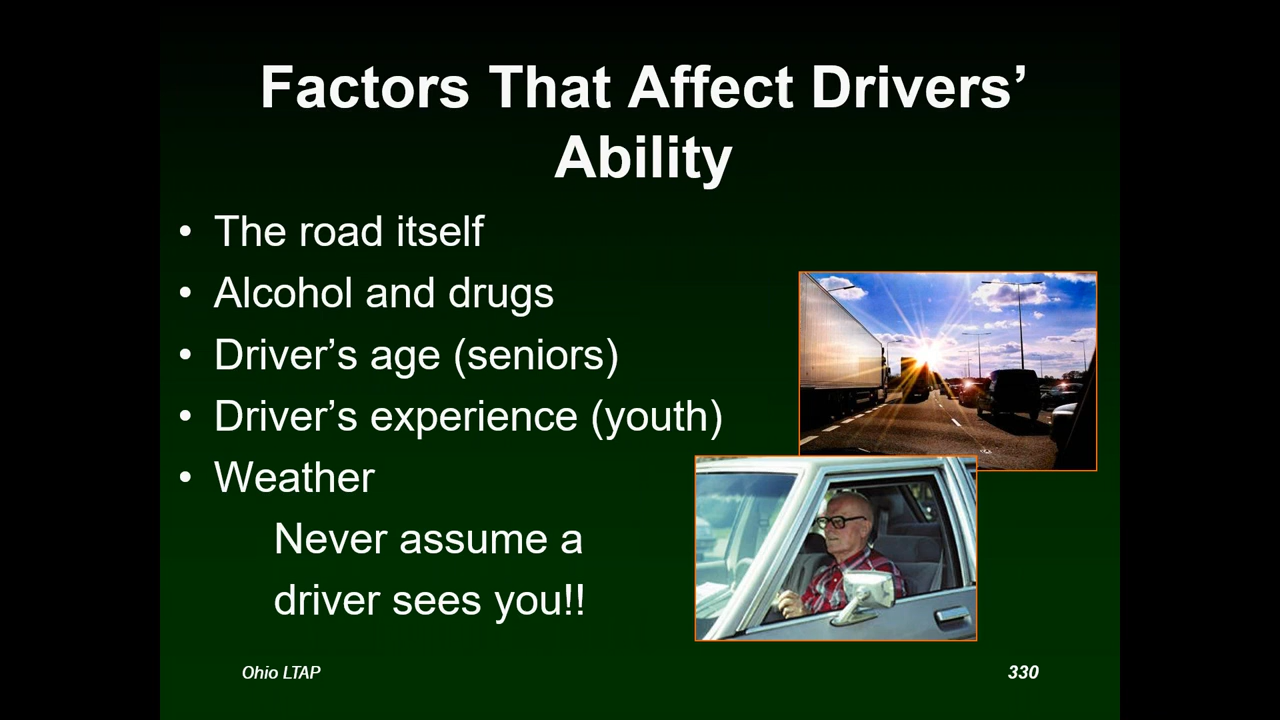 Factors That Affect Drivers’
Ability
• The road itself
• Alcohol and drugs
• Driver’s age (seniors)
• Driver’s experience (youth)
• Weather
Never assume a
driver sees you!!
Ohio LTAP
330